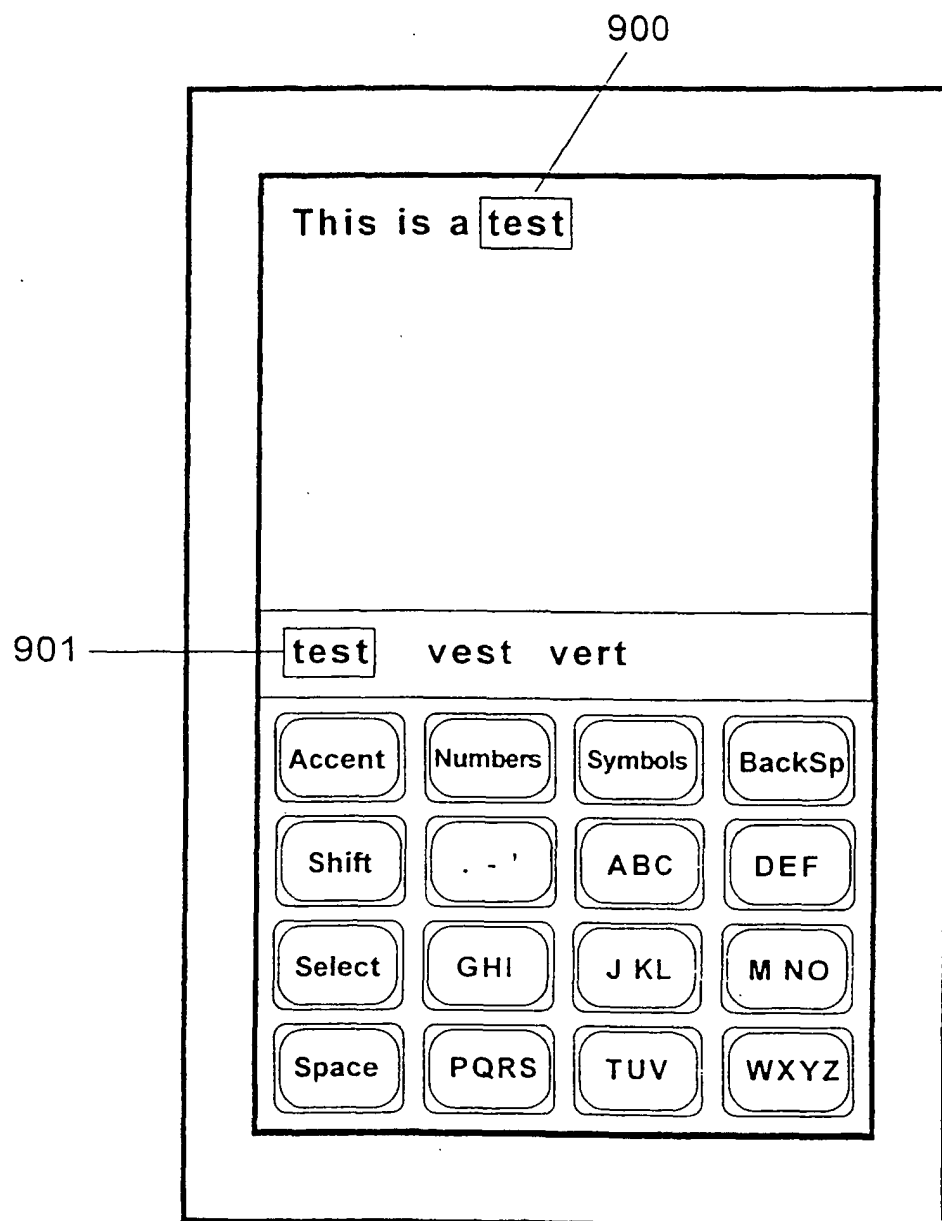 900
This is a test
901 test vest vert
Accent Numbers Symbols BackSp
Shift . - ' ABC DEF
Select GHI J KL M NO
Space PQRS TUV WXYZ